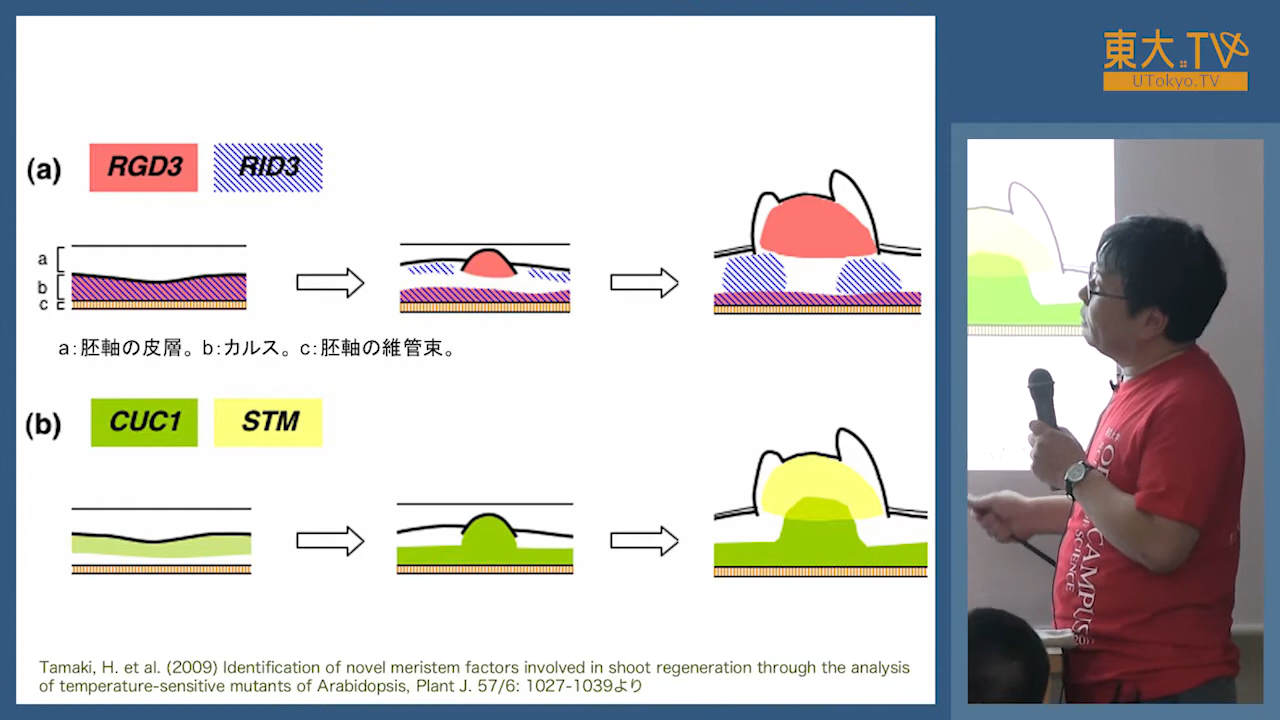 東大.TV
UTokyo.TV
(a) RGD3 RID3
a
b
c
a:胚軸の皮層。b:カルス。c:胚軸の維管束。
(b) CUC1 STM
Tamaki, H. et al. (2009) Identification of novel meristem factors involved in shoot regeneration through the analysis
of temperature-sensitive mutants of Arabidopsis, Plant J. 57/6: 1027-1039より
CAMPUS
SCIENCE